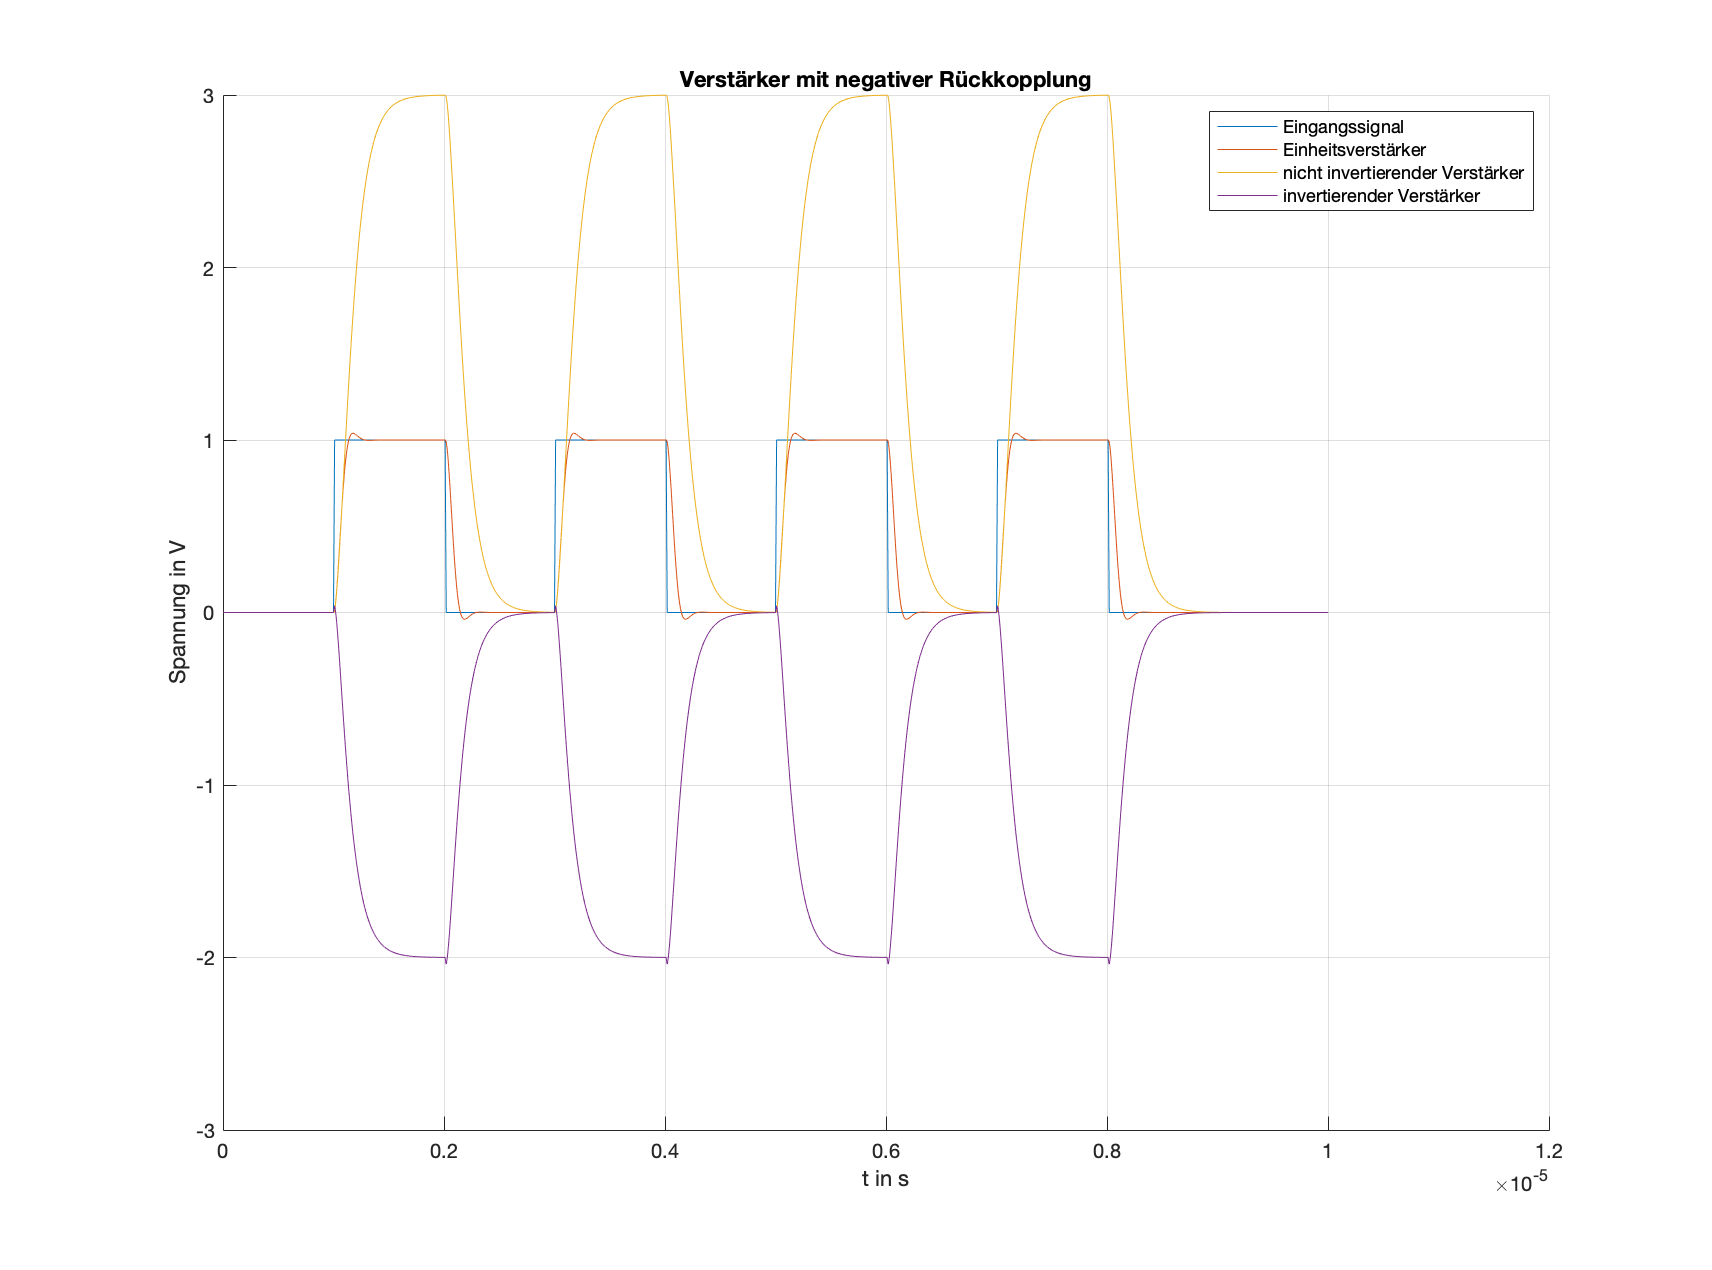 Verstärker mit negativer Rückkopplung
Eingangssignal
Einheitsverstärker
nicht invertierender Verstärker
invertierender Verstärker
3
2
1
0
-1
-2
-3
Spannung in V
0 0.2 0.4 0.6 0.8 1 1.2
t in s
×10-5